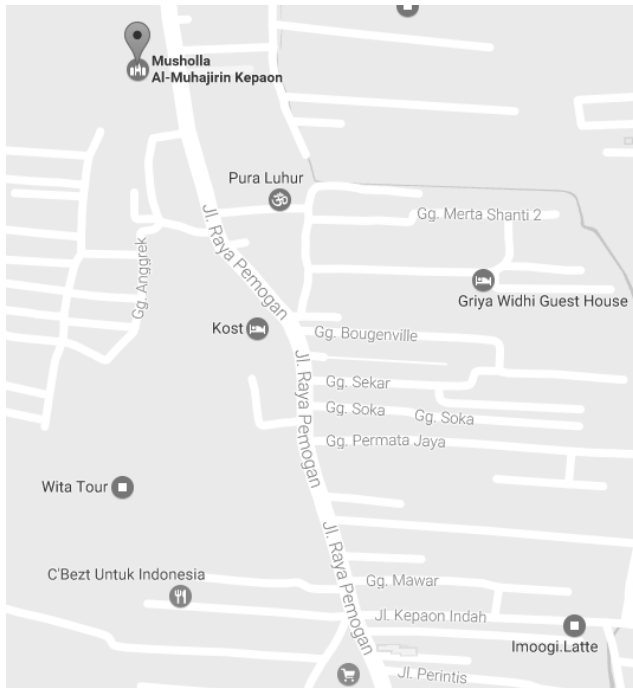 Musholla
Al-Muhajirin Kepaon
Pura Luhur
Gg. Merta Shanti 2
Jl. Raya Pemogan
Gg. Anggrek
Griya Widhi Guest House
Kost
Gg. Bougenville
Jl. Raya Pemogan
Gg. Sekar
Gg. Soka
Gg. Soka
Gg. Permata Jaya
Wita Tour
Jl. Raya Pemogan
C'Bezt Untuk Indonesia
Gg. Mawar
Jl. Kepaon Indah
Imoogi.Latte
Jl. Perintis